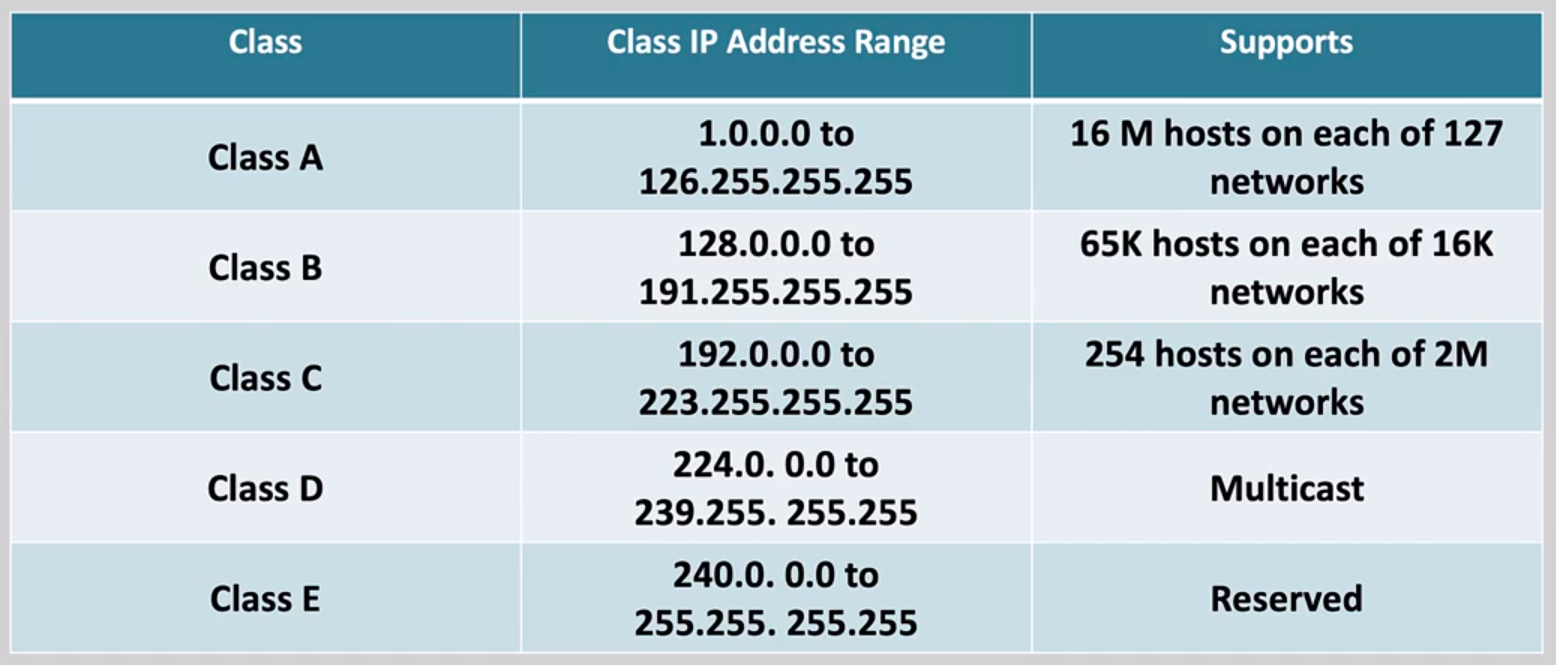 Class
Class IP Address Range
Supports
Class A
1.0.0.0 to
126.255.255.255
16 M hosts on each of 127
networks
Class B
128.0.0.0 to
191.255.255.255
65K hosts on each of 16K
networks
Class C
192.0.0.0 to
223.255.255.255
254 hosts on each of 2M
networks
Class D
224.0. 0.0 to
239.255. 255.255
Multicast
Class E
240.0. 0.0 to
255.255. 255.255
Reserved